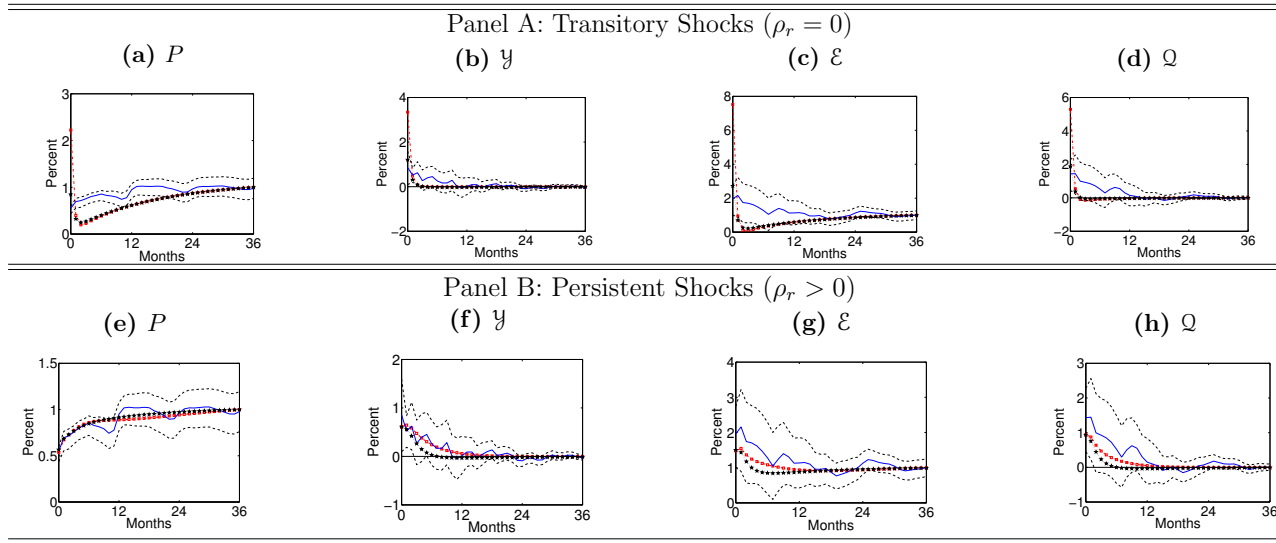 Panel A: Transitory Shocks (ρ_r = 0)
(a) P
(b) 𝒴
(c) ℰ
(d) 𝒬
3
2
1
0
Percent
0 12 24 36
Months
4
2
0
−2
Percent
0 12 24 36
Months
8
6
4
2
0
Percent
0 12 24 36
Months
6
4
2
0
−2
Percent
0 12 24 36
Months
Panel B: Persistent Shocks (ρ_r > 0)
(e) P
(f) 𝒴
(g) ℰ
(h) 𝒬
1.5
1
0.5
0
Percent
0 12 24 36
Months
2
1
0
−1
Percent
0 12 24 36
Months
4
3
2
1
0
Percent
0 12 24 36
Months
3
2
1
0
−1
Percent
0 12 24 36
Months